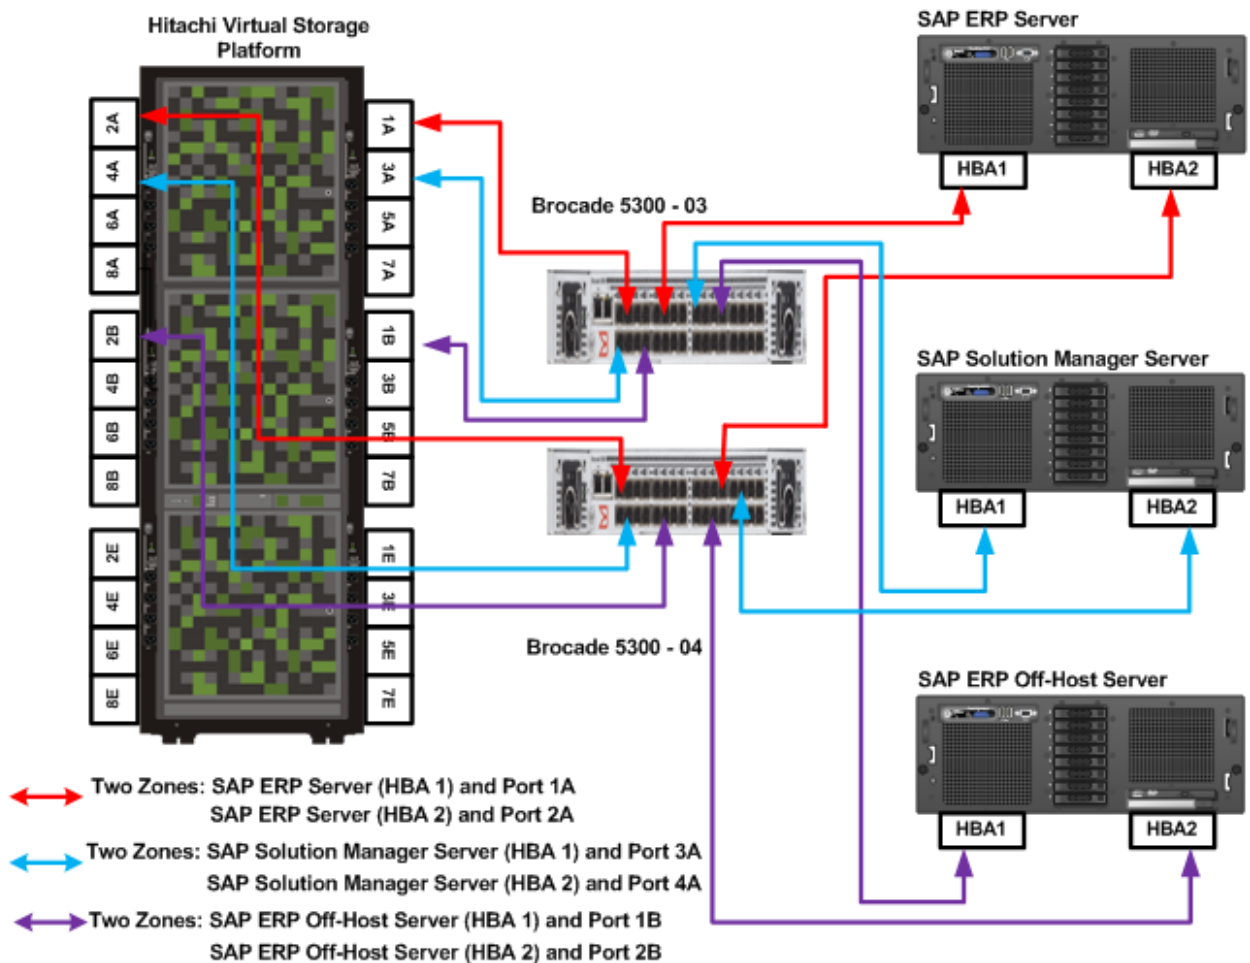 Hitachi Virtual Storage
Platform
SAP ERP Server
HBA1
HBA2
2A
4A
6A
8A
1A
3A
5A
7A
Brocade 5300 - 03
2B
4B
6B
8B
1B
3B
5B
7B
SAP Solution Manager Server
HBA1
HBA2
2E
4E
6E
8E
1E
3E
5E
7E
Brocade 5300 - 04
SAP ERP Off-Host Server
HBA1
HBA2
Two Zones: SAP ERP Server (HBA 1) and Port 1A
SAP ERP Server (HBA 2) and Port 2A
Two Zones: SAP Solution Manager Server (HBA 1) and Port 3A
SAP Solution Manager Server (HBA 2) and Port 4A
Two Zones: SAP ERP Off-Host Server (HBA 1) and Port 1B
SAP ERP Off-Host Server (HBA 2) and Port 2B